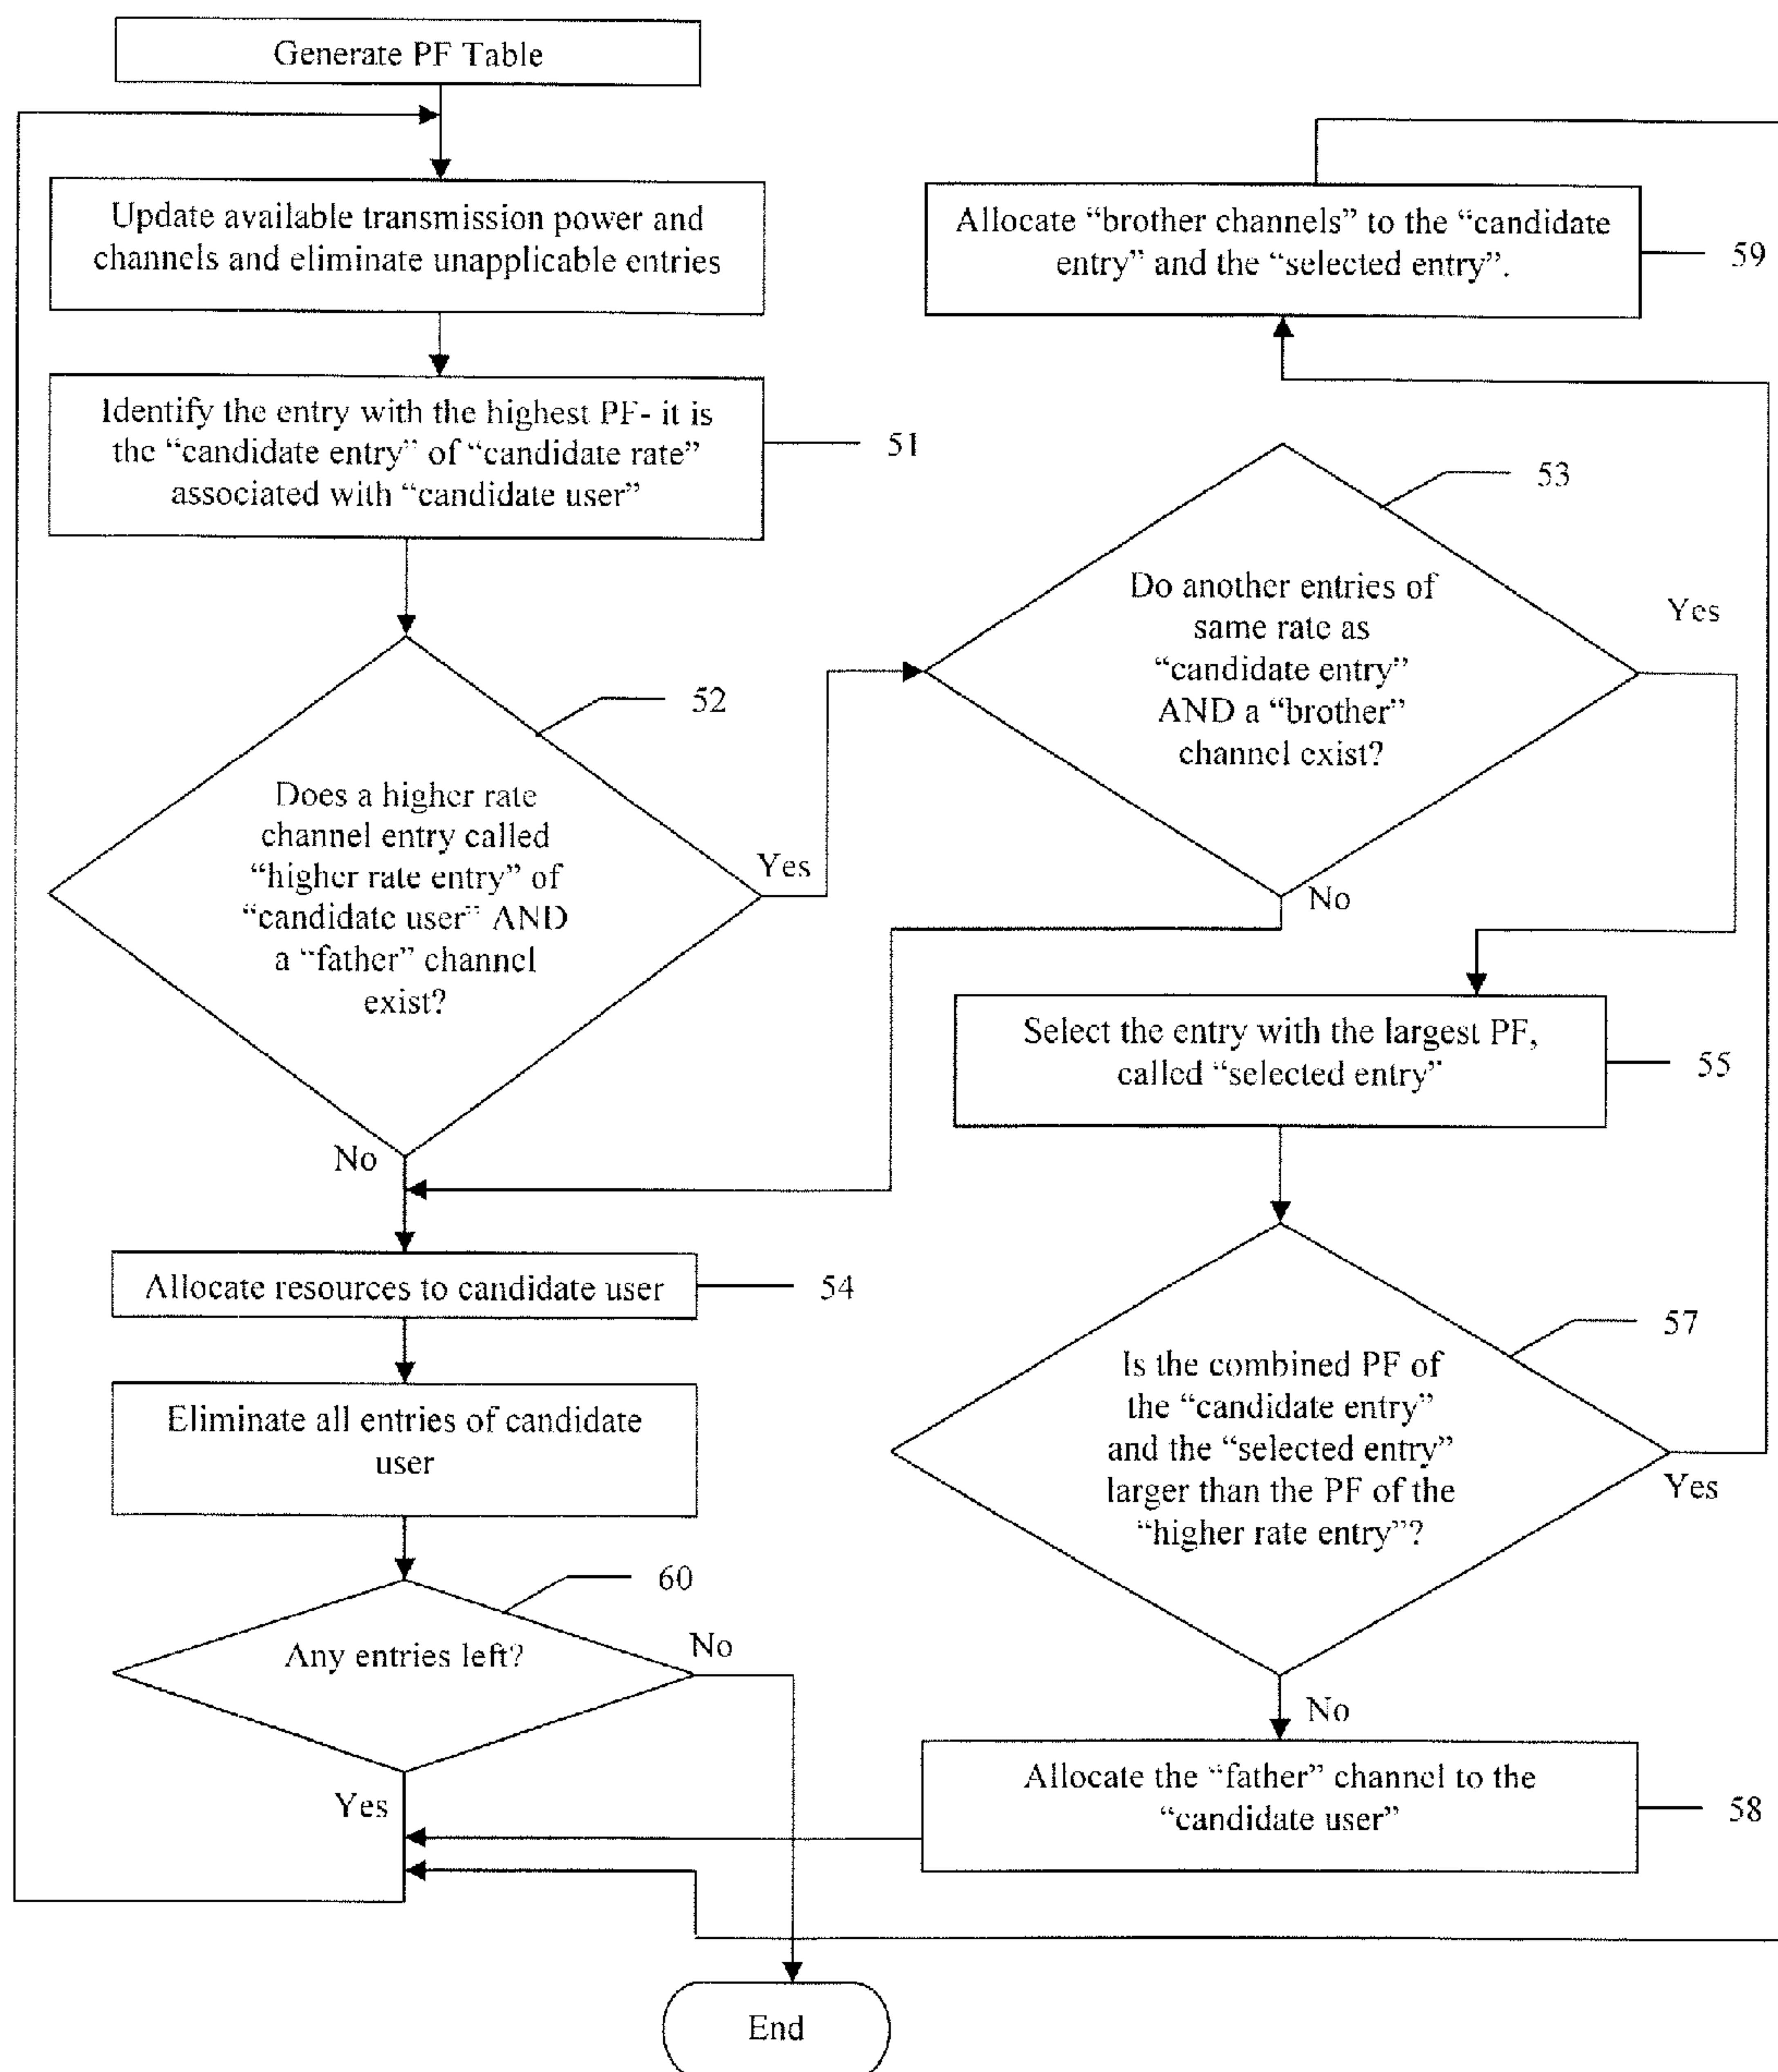 Generate PF Table
Update available transmission power and
channels and eliminate unapplicable entries
Identify the entry with the highest PF- it is
the “candidate entry” of “candidate rate”
associated with “candidate user”
51
52
Does a higher rate
channel entry called
“higher rate entry” of
“candidate user” AND
a “father” channel
exist?
Yes
No
Allocate resources to candidate user
54
Eliminate all entries of candidate
user
60
Any entries left?
No
Yes
Allocate “brother channels” to the “candidate
entry” and the “selected entry”.
59
53
Do another entries of
same rate as
“candidate entry”
AND a “brother”
channel exist?
Yes
No
Select the entry with the largest PF,
called “selected entry”
55
57
Is the combined PF of
the “candidate entry”
and the “selected entry”
larger than the PF of the
“higher rate entry”?
Yes
No
Allocate the “father” channel to the
“candidate user”
58
End